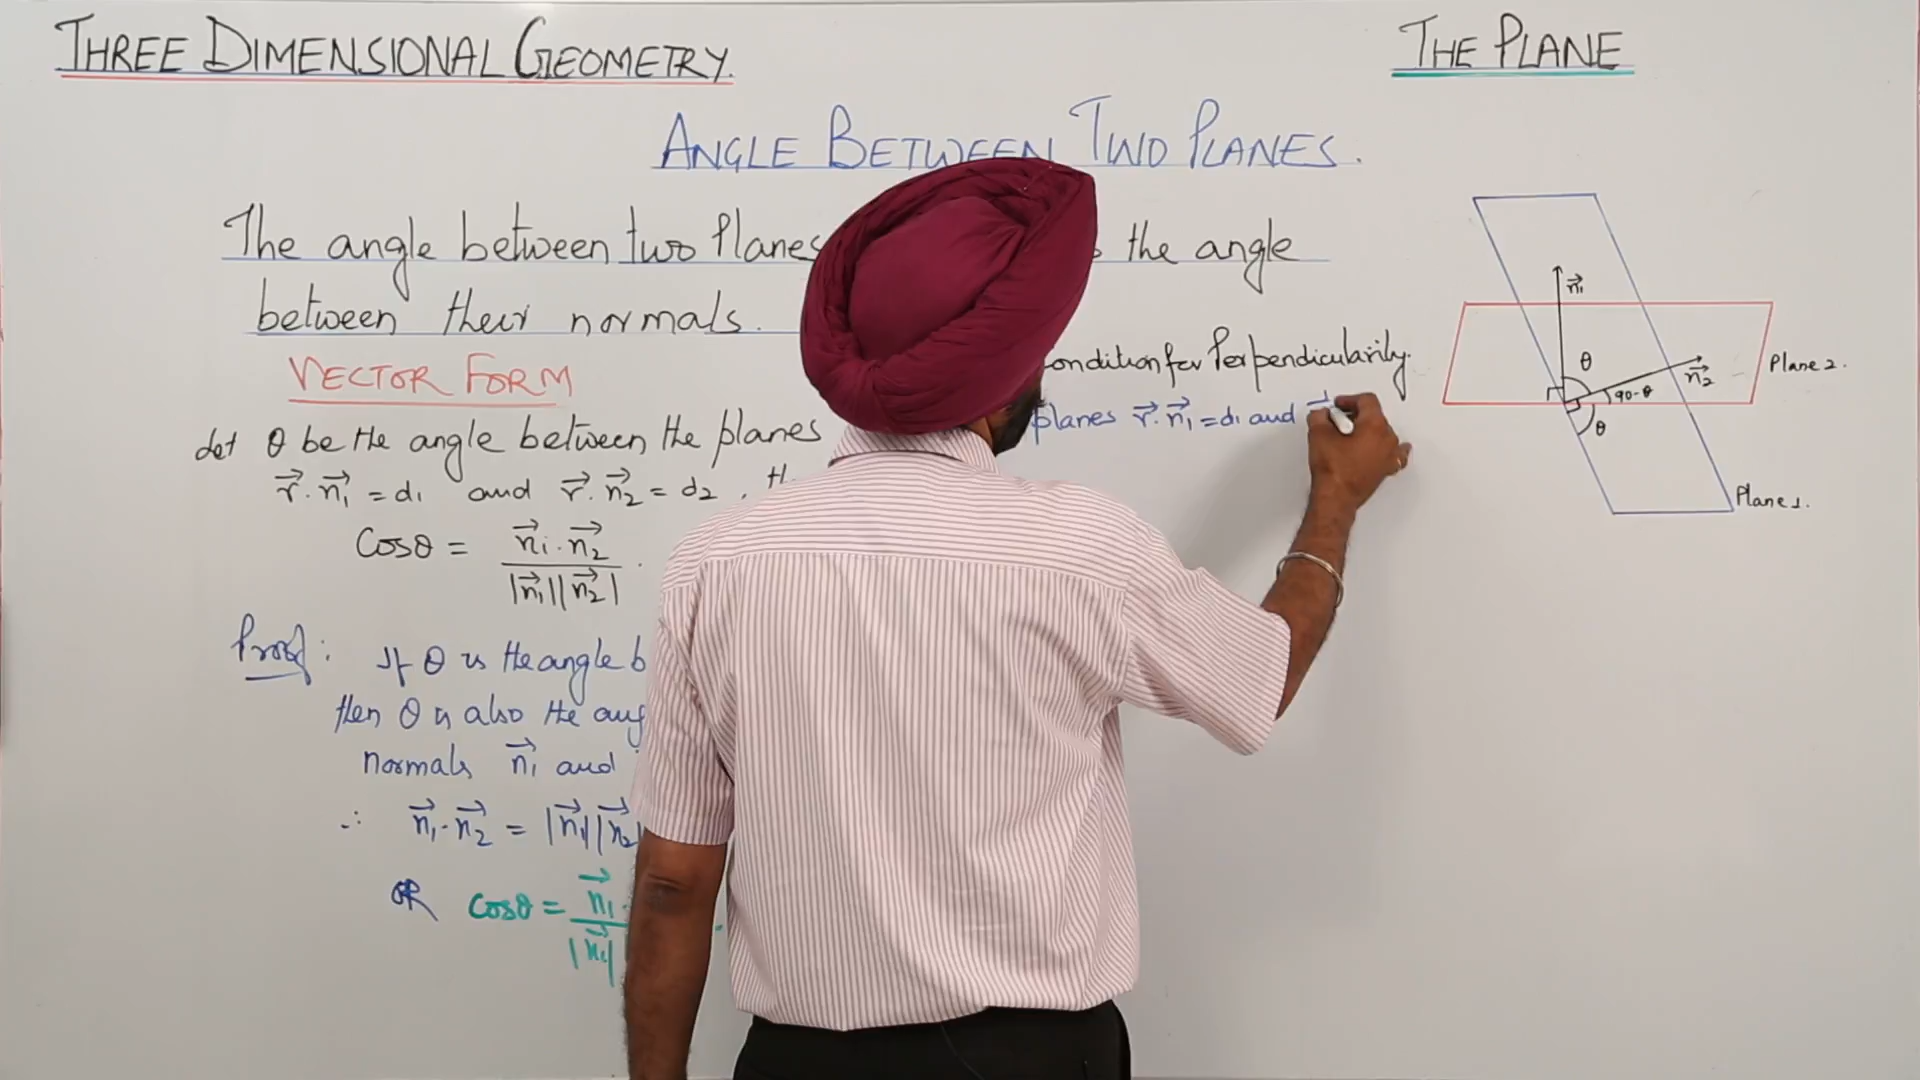 THREE DIMENSIONAL GEOMETRY.
THE PLANE
ANGLE BETWEEN TWO PLANES.
The angle between two Planes the angle
between their normals.
VECTOR FORM
Let θ be the angle between the planes
r⃗. n⃗₁ = d₁ and r⃗. n⃗₂ = d₂ ,
Cosθ = n⃗₁ . n⃗₂ / |n⃗₁||n⃗₂| .
Proof: If θ is the angle
then θ is also the
normals n⃗₁ and
∴ n⃗₁. n⃗₂ = |n⃗₁||n⃗₂|
OR cosθ = n⃗₁. / |n⃗₁|
Condition for Perpendicularity.
planes r⃗. n⃗₁ = d₁ and
n⃗₁
θ
n⃗₂
90-θ
θ
Plane 2.
Plane 1.